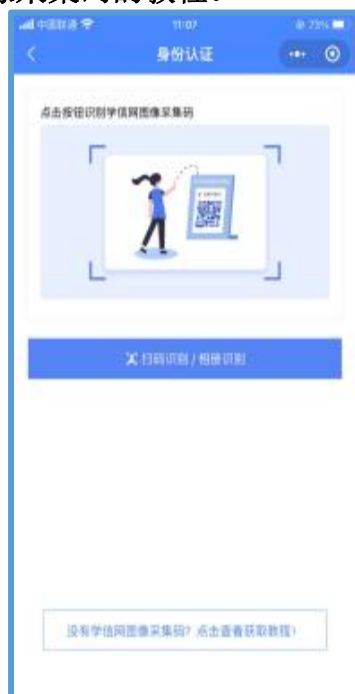 中国联通 11:07 73%
身份认证
点击按钮识别学信网图像采集码
扫码识别 / 相册识别
没有学信网图像采集码？点击查看获取教程！